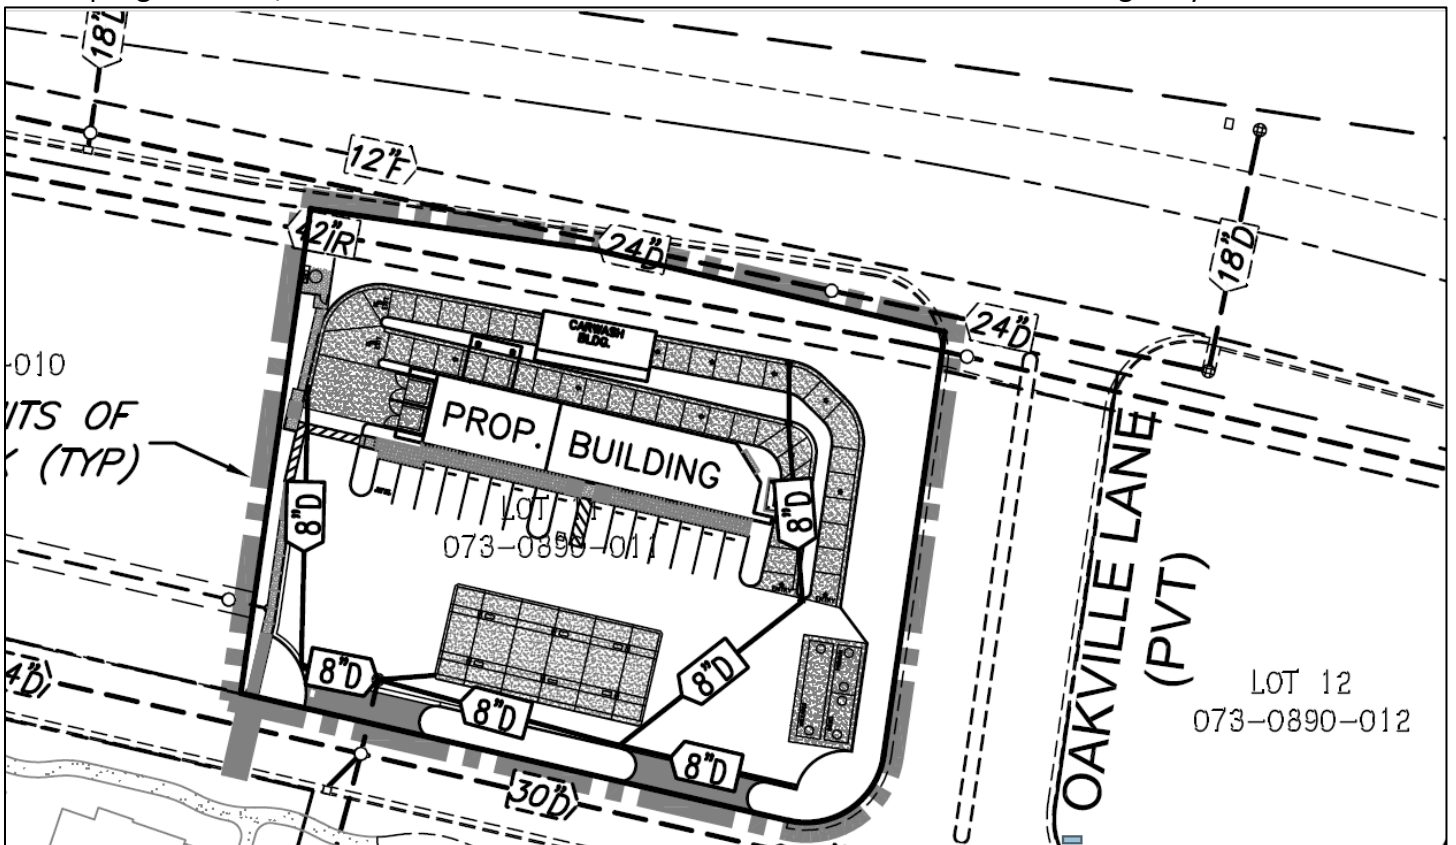 18"D
12"F
42"IR
24"D
18"D
24"D
CARWASH
BLDG.
-010
ITS OF
(TYP)
PROP. BUILDING
LOT 11
073-0890-011
8"D
8"D
OAKVILLE LANE
(PVT)
LOT 12
073-0890-012
4"D
8"D
8"D
8"D
8"D
30"D